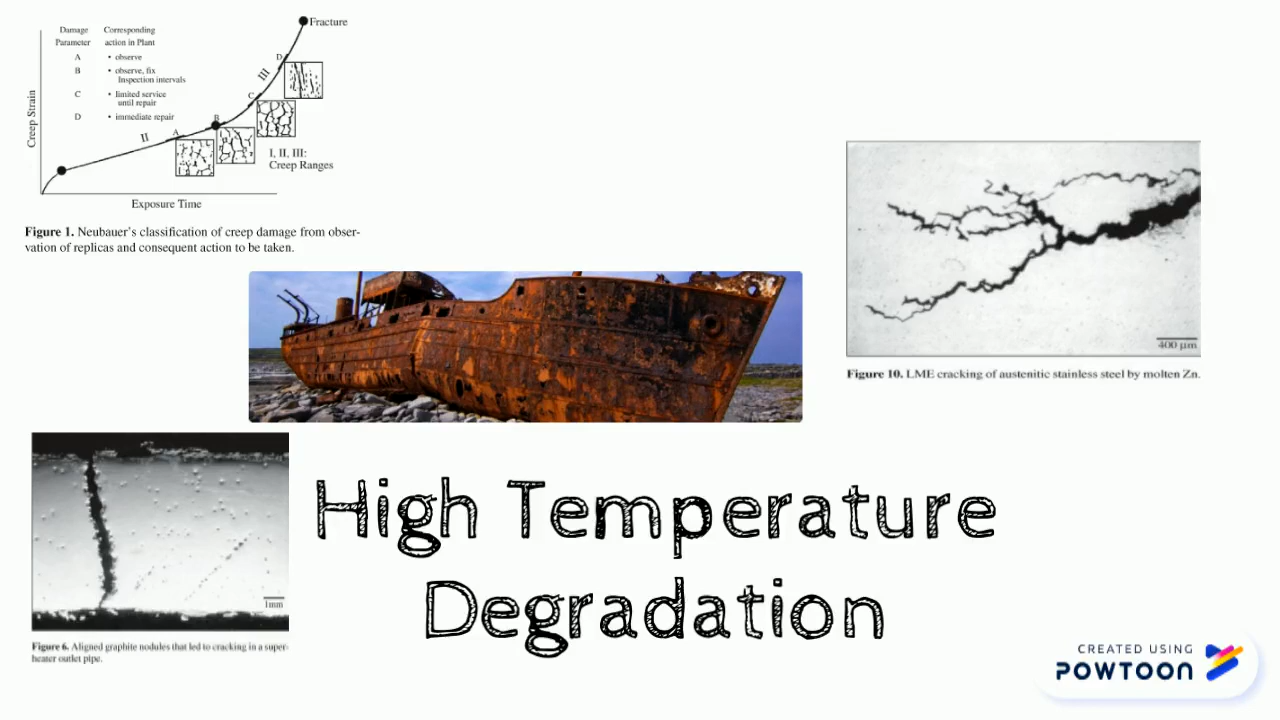 Fracture
Damage Corresponding
Parameter action in Plant
A • observe
B • observe, fix
Inspection intervals
C • limited service
until repair
D • immediate repair
Creep Strain
II
III
A
B
C
D
I, II, III:
Creep Ranges
Exposure Time
Figure 1. Neubauer's classification of creep damage from obser-
vation of replicas and consequent action to be taken.
400 μm
Figure 10. LME cracking of austenitic stainless steel by molten Zn.
1mm
Figure 6. Aligned graphite nodules that led to cracking in a super-
heater outlet pipe.
High Temperature
Degradation
CREATED USING
POWTOON